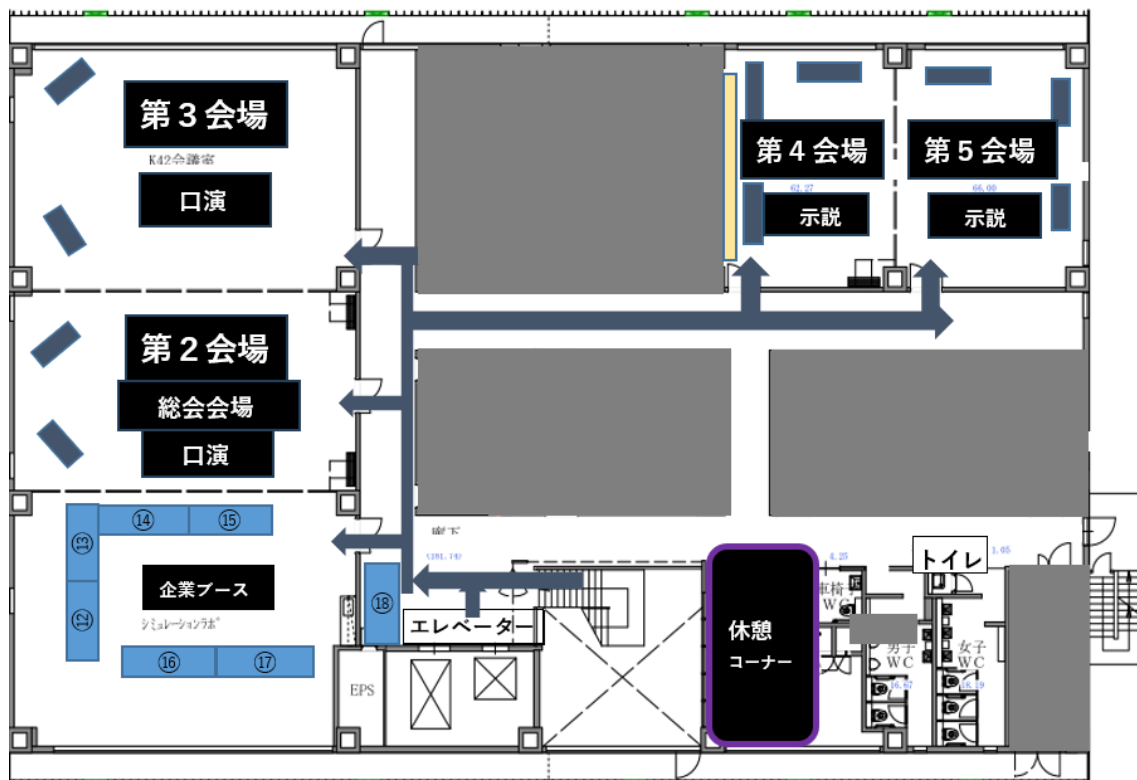 第３会場
K42会議室
口演
第４会場
62.27
示説
第５会場
66.00
示説
第２会場
総会会場
口演
⑭
⑮
⑬
⑫
企業ブース
シミュレーションラボ
⑯
⑰
⑱
廊下
(181.74)
エレベーター
EPS
休憩
コーナー
4.25
車椅子
WC
トイレ
1.05
男子
WC
16.67
女子
WC
18.19